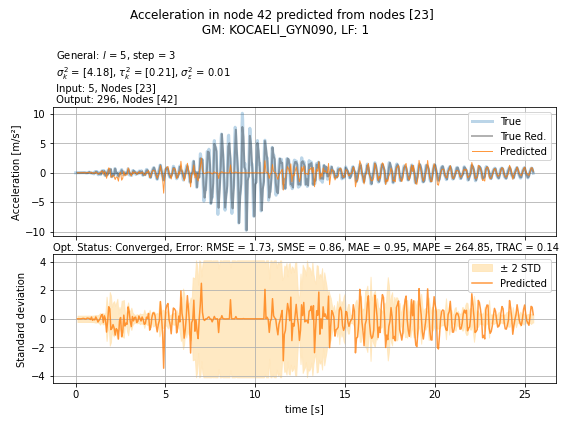 Acceleration in node 42 predicted from nodes [23]
GM: KOCAELI_GYN090, LF: 1
General: l = 5, step = 3
σ²ₖ = [4.18], τ²ₖ = [0.21], σ²ε = 0.01
Input: 5, Nodes [23]
Output: 296, Nodes [42]
Acceleration [m/s²]
10
5
0
−5
−10
True
True Red.
Predicted
Opt. Status: Converged, Error: RMSE = 1.73, SMSE = 0.86, MAE = 0.95, MAPE = 264.85, TRAC = 0.14
Standard deviation
4
2
0
−2
−4
± 2 STD
Predicted
0 5 10 15 20 25
time [s]